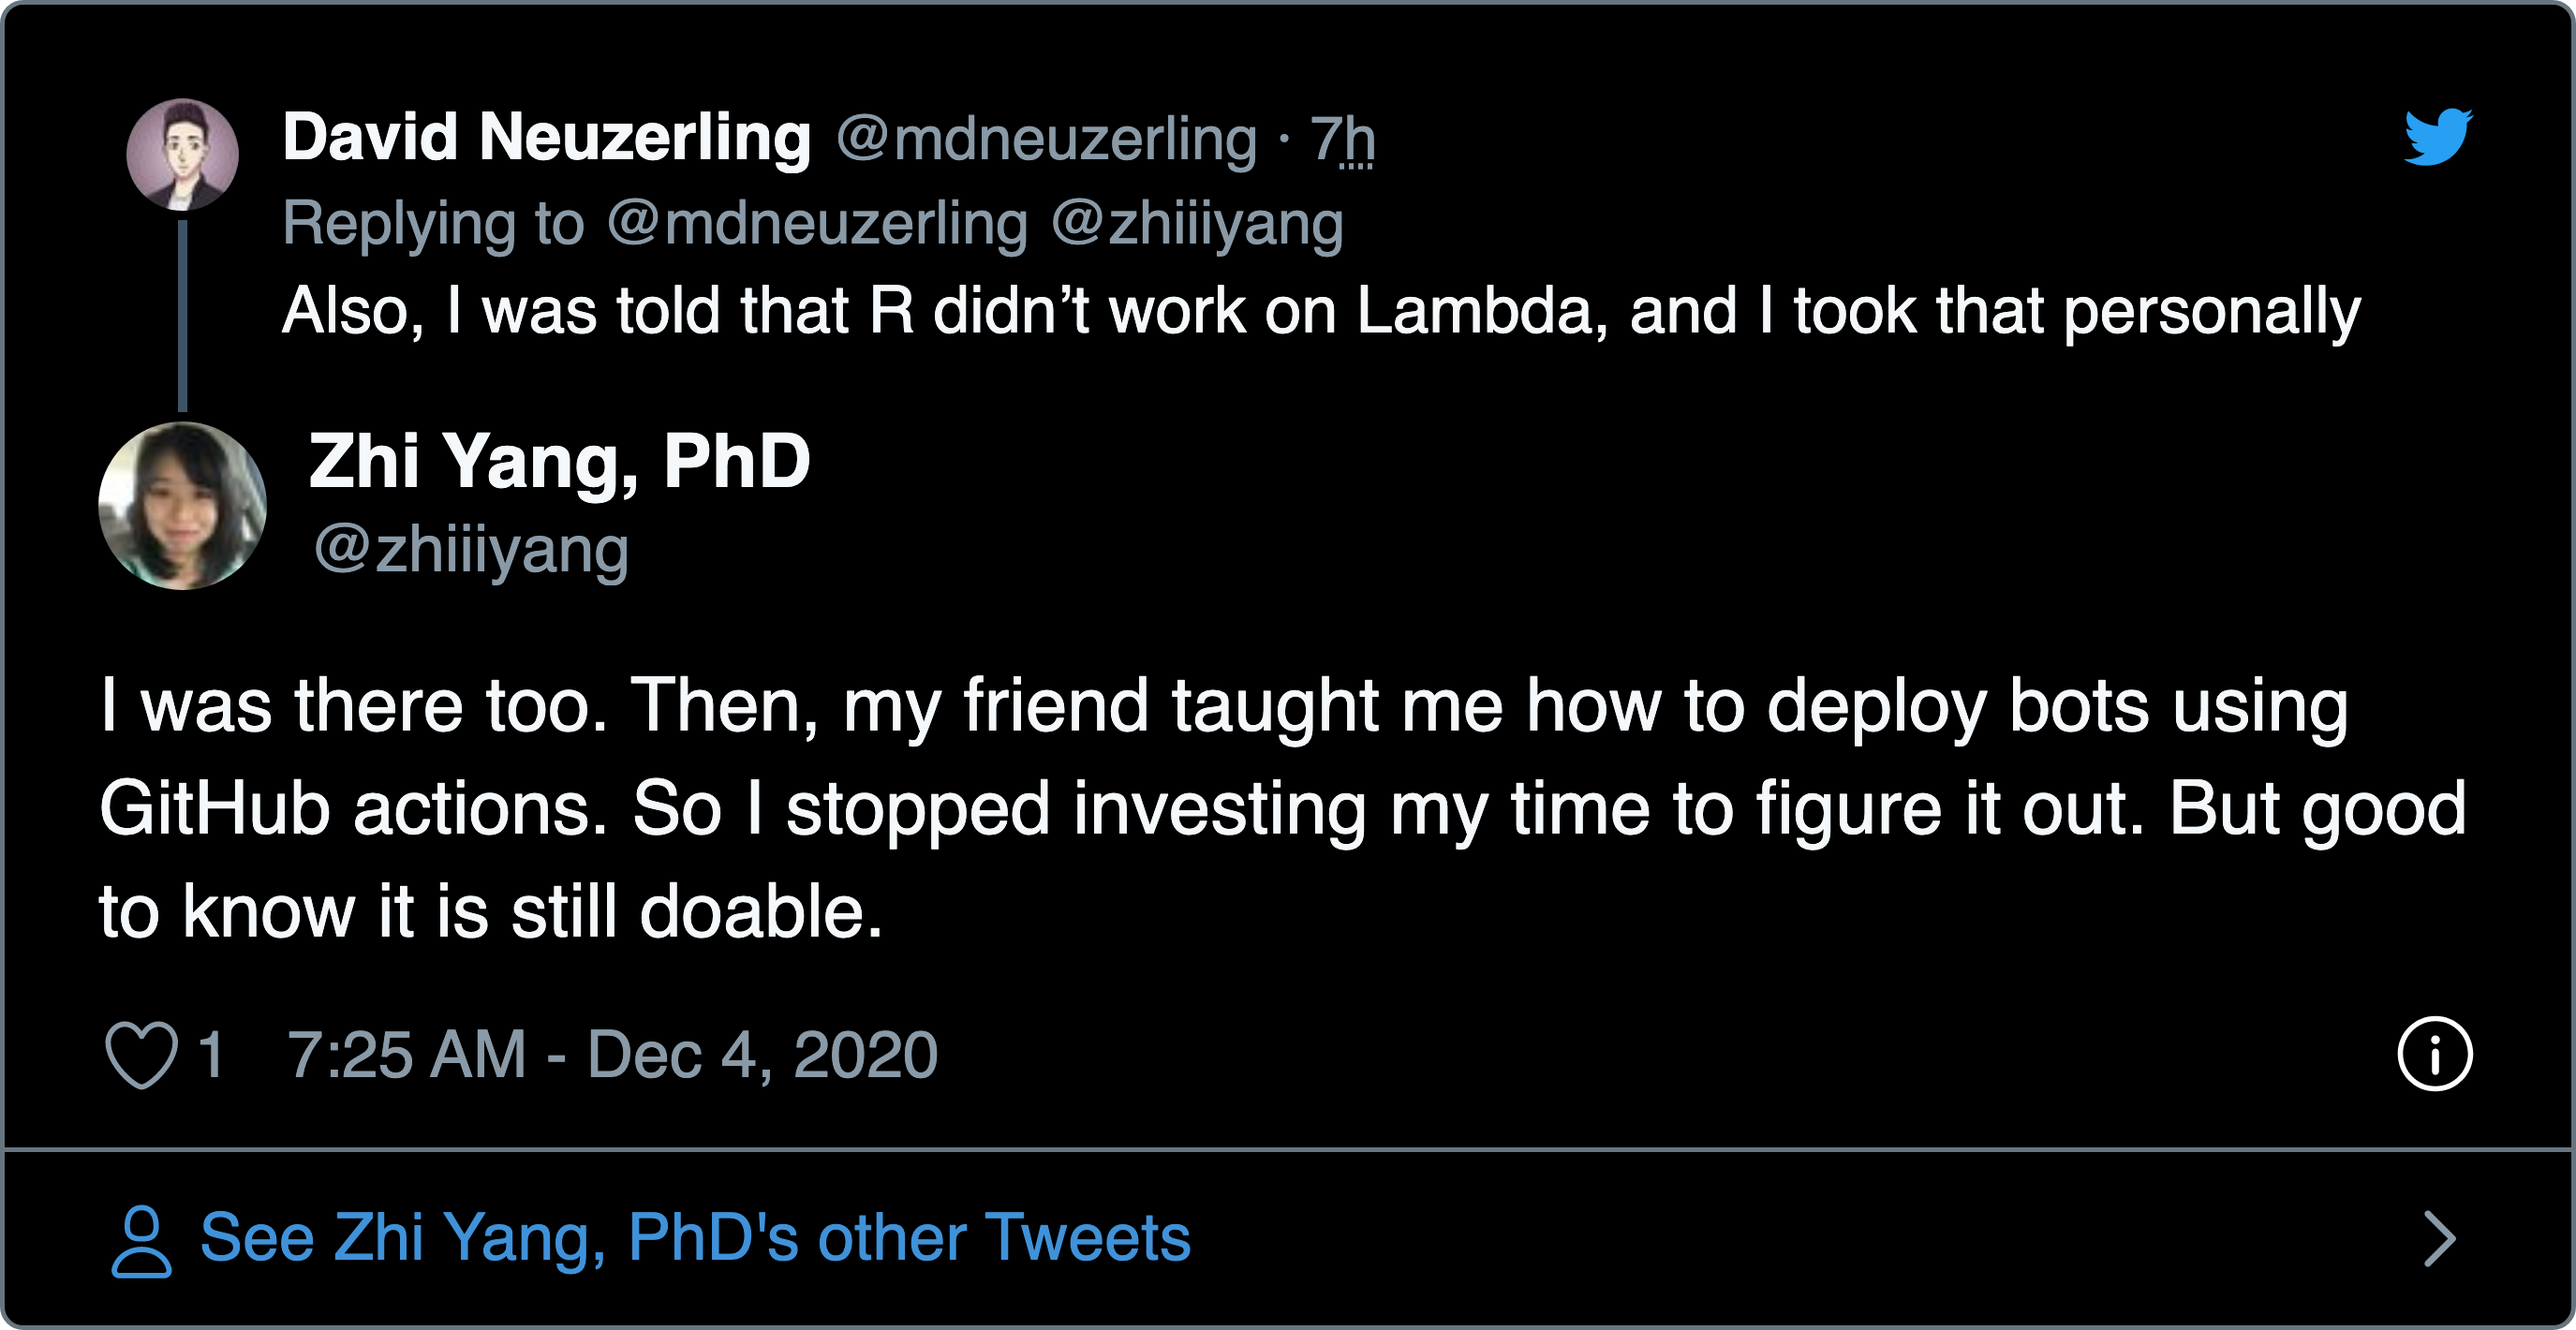 David Neuzerling @mdneuzerling · 7h
Replying to @mdneuzerling @zhiiiyang
Also, I was told that R didn’t work on Lambda, and I took that personally
Zhi Yang, PhD
@zhiiiyang
I was there too. Then, my friend taught me how to deploy bots using
GitHub actions. So I stopped investing my time to figure it out. But good
to know it is still doable.
1 7:25 AM - Dec 4, 2020
See Zhi Yang, PhD's other Tweets